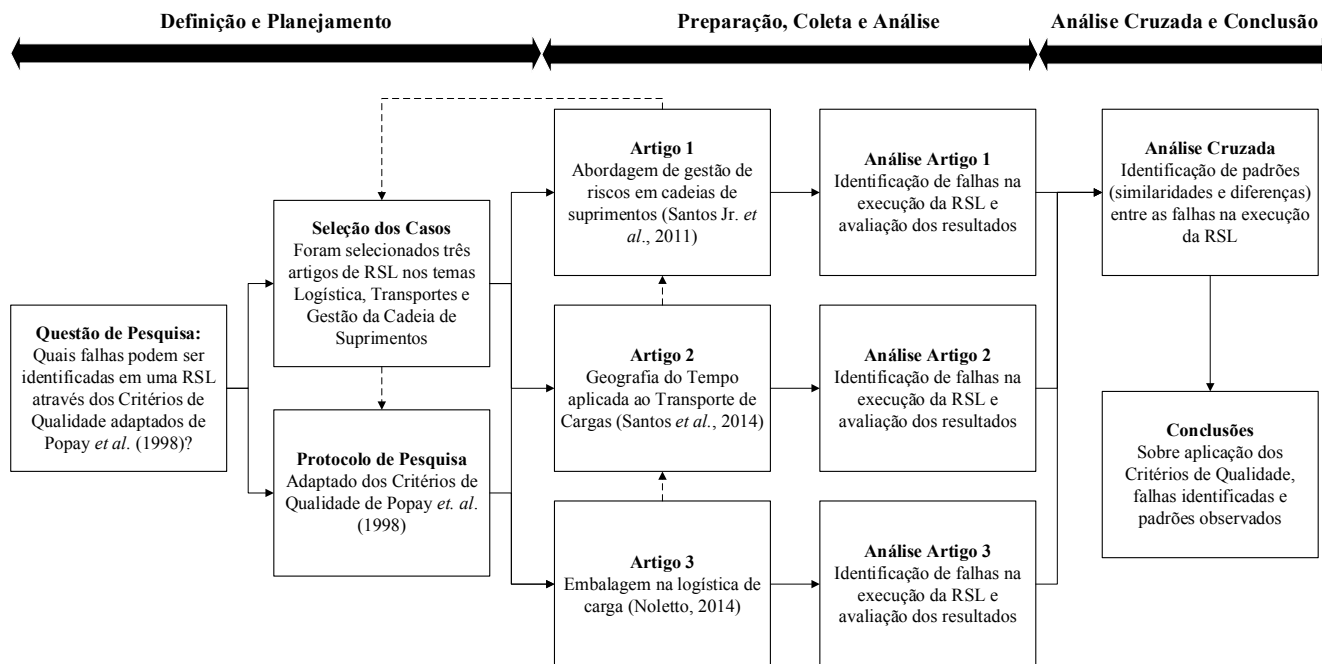 Definição e Planejamento
Preparação, Coleta e Análise
Análise Cruzada e Conclusão
Questão de Pesquisa:
Quais falhas podem ser
identificadas em uma RSL
através dos Critérios de
Qualidade adaptados de
Popay et al. (1998)?
Seleção dos Casos
Foram selecionados três
artigos de RSL nos temas
Logística, Transportes e
Gestão da Cadeia de
Suprimentos
Protocolo de Pesquisa
Adaptado dos Critérios de
Qualidade de Popay et. al.
(1998)
Artigo 1
Abordagem de gestão de
riscos em cadeias de
suprimentos (Santos Jr. et
al., 2011)
Artigo 2
Geografia do Tempo
aplicada ao Transporte de
Cargas (Santos et al., 2014)
Artigo 3
Embalagem na logística de
carga (Noletto, 2014)
Análise Artigo 1
Identificação de falhas na
execução da RSL e
avaliação dos resultados
Análise Artigo 2
Identificação de falhas na
execução da RSL e
avaliação dos resultados
Análise Artigo 3
Identificação de falhas na
execução da RSL e
avaliação dos resultados
Análise Cruzada
Identificação de padrões
(similaridades e diferenças)
entre as falhas na execução
da RSL
Conclusões
Sobre aplicação dos
Critérios de Qualidade,
falhas identificadas e
padrões observados